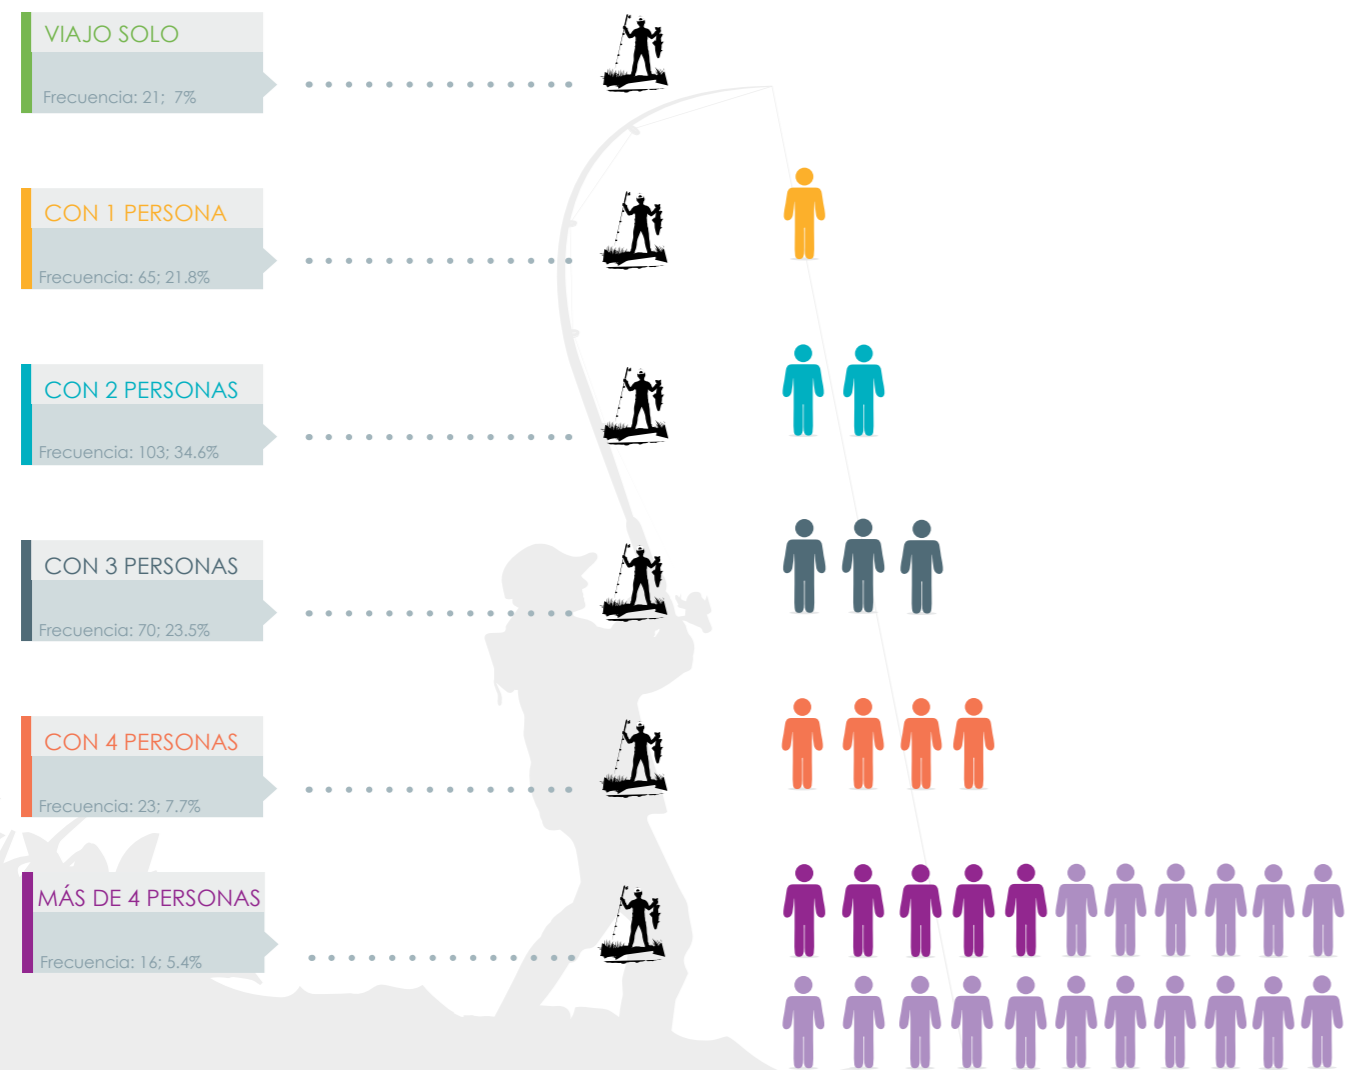 VIAJO SOLO
Frecuencia: 21; 7%
CON 1 PERSONA
Frecuencia: 65; 21.8%
CON 2 PERSONAS
Frecuencia: 103; 34.6%
CON 3 PERSONAS
Frecuencia: 70; 23.5%
CON 4 PERSONAS
Frecuencia: 23; 7.7%
MÁS DE 4 PERSONAS
Frecuencia: 16; 5.4%